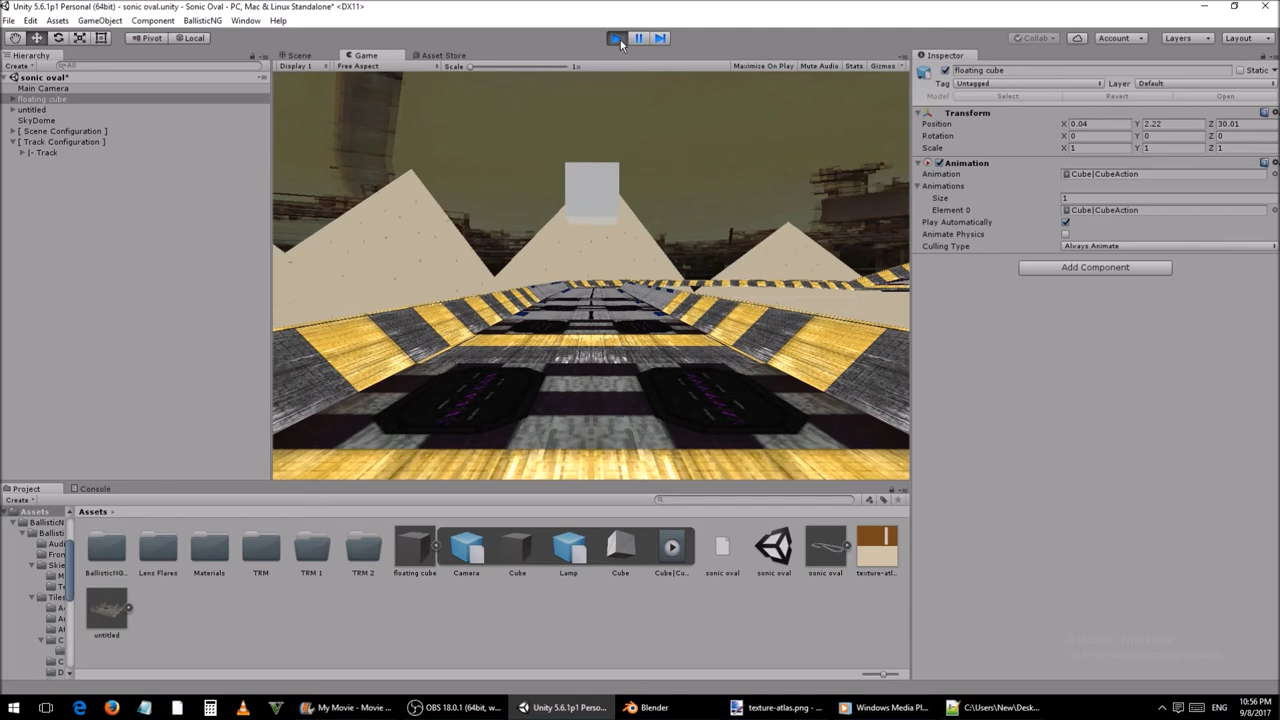 Unity 5.6.1p1 Personal (64bit) - sonic oval.unity - Sonic Oval - PC, Mac & Linux Standalone* <DX11>
File Edit Assets GameObject Component BallisticNG Window Help
Pivot Local Collab Account Layers Layout
Hierarchy
Create All
sonic oval*
Main Camera
floating cube
untitled
SkyDome
[ Scene Configuration ]
[ Track Configuration ]
|- Track
Scene Game Asset Store
Display 1 Free Aspect Scale 1x Maximize On Play Mute Audio Stats Gizmos
Inspector
floating cube Static
Tag Untagged Layer Default
Model Select Revert Open
Transform
Position X 0.04 Y 2.22 Z 30.01
Rotation X 0 Y 0 Z 0
Scale X 1 Y 1 Z 1
Animation
Animation Cube|CubeAction
Animations
Size 1
Element 0 Cube|CubeAction
Play Automatically
Animate Physics
Culling Type Always Animate
Add Component
Project Console
Create
Assets
BallisticN
Ballisti
Aud
Fron
Skie
M
Te
Tiles
A
A
A
C
C
D
Assets
BallisticNG... Lens Flares Materials TRM TRM 1 TRM 2 floating cube Camera Cube Lamp Cube Cube|Cu... sonic oval sonic oval sonic oval texture-atl...
untitled
My Movie - Movie ... OBS 18.0.1 (64bit, w... Unity 5.6.1p1 Perso... Blender texture-atlas.png - ... Windows Media Pl... C:\Users\New\Desk...
ENG
10:56 PM
9/8/2017